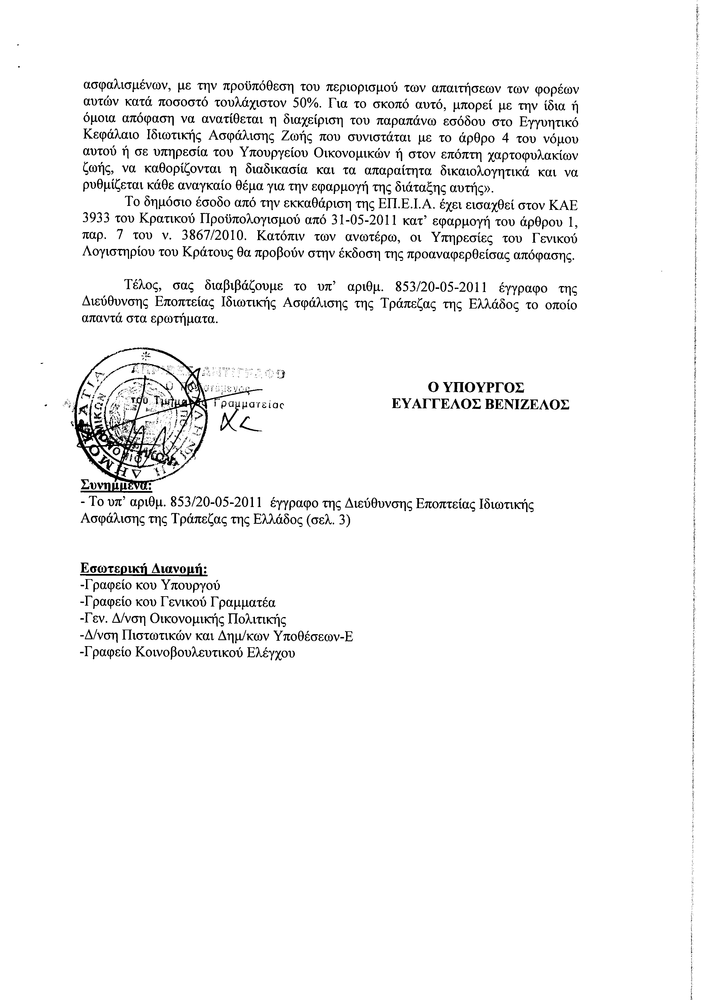 ασφαλισμένων, με την προϋπόθεση του περιορισμού των απαιτήσεων των φορέων
αυτών κατά ποσοστό τουλάχιστον 50%. Για το σκοπό αυτό, μπορεί με την ίδια ή
όμοια απόφαση να ανατίθεται η διαχείριση του παραπάνω εσόδου στο Εγγυητικό
Κεφάλαιο Ιδιωτικής Ασφάλισης Ζωής που συνιστάται με το άρθρο 4 του νόμου
αυτού ή σε υπηρεσία του Υπουργείου Οικονομικών ή στον επόπτη χαρτοφυλακίων
ζωής, να καθορίζονται η διαδικασία και τα απαραίτητα δικαιολογητικά και να
ρυθμίζεται κάθε αναγκαίο θέμα για την εφαρμογή της διάταξης αυτής».
Το δημόσιο έσοδο από την εκκαθάριση της ΕΠ.Ε.Ι.Α. έχει εισαχθεί στον ΚΑΕ
3933 του Κρατικού Προϋπολογισμού από 31-05-2011 κατ’ εφαρμογή του άρθρου 1,
παρ. 7 του ν. 3867/2010. Κατόπιν των ανωτέρω, οι Υπηρεσίες του Γενικού
Λογιστηρίου του Κράτους θα προβούν στην έκδοση της προαναφερθείσας απόφασης.
Τέλος, σας διαβιβάζουμε το υπ’ αριθμ. 853/20-05-2011 έγγραφο της
Διεύθυνσης Εποπτείας Ιδιωτικής Ασφάλισης της Τράπεζας της Ελλάδος το οποίο
απαντά στα ερωτήματα.
ΑΚΡΙΒΕΣ ΑΝΤΙΓΡΑΦΟ
Ο Προϊστάμενος
του Τμήματος Γραμματείας
ΕΛΛΗΝΙΚΗ ΔΗΜΟΚΡΑΤΙΑ
Ο ΥΠΟΥΡΓΟΣ
ΕΥΑΓΓΕΛΟΣ ΒΕΝΙΖΕΛΟΣ
Συνημμένα:
- Το υπ’ αριθμ. 853/20-05-2011 έγγραφο της Διεύθυνσης Εποπτείας Ιδιωτικής
Ασφάλισης της Τράπεζας της Ελλάδος (σελ. 3)
Εσωτερική Διανομή:
-Γραφείο κου Υπουργού
-Γραφείο κου Γενικού Γραμματέα
-Γεν. Δ/νση Οικονομικής Πολιτικής
-Δ/νση Πιστωτικών και Δημ/κων Υποθέσεων-Ε
-Γραφείο Κοινοβουλευτικού Ελέγχου